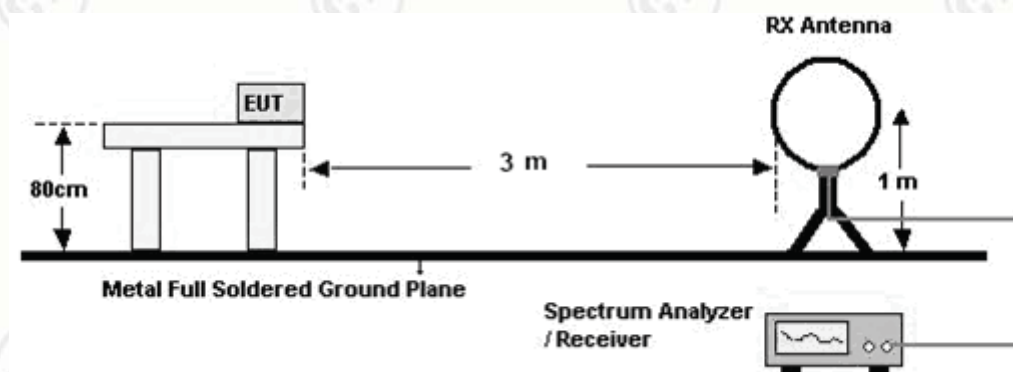 RX Antenna
EUT
3 m
80cm
1 m
Metal Full Soldered Ground Plane
Spectrum Analyzer
/ Receiver